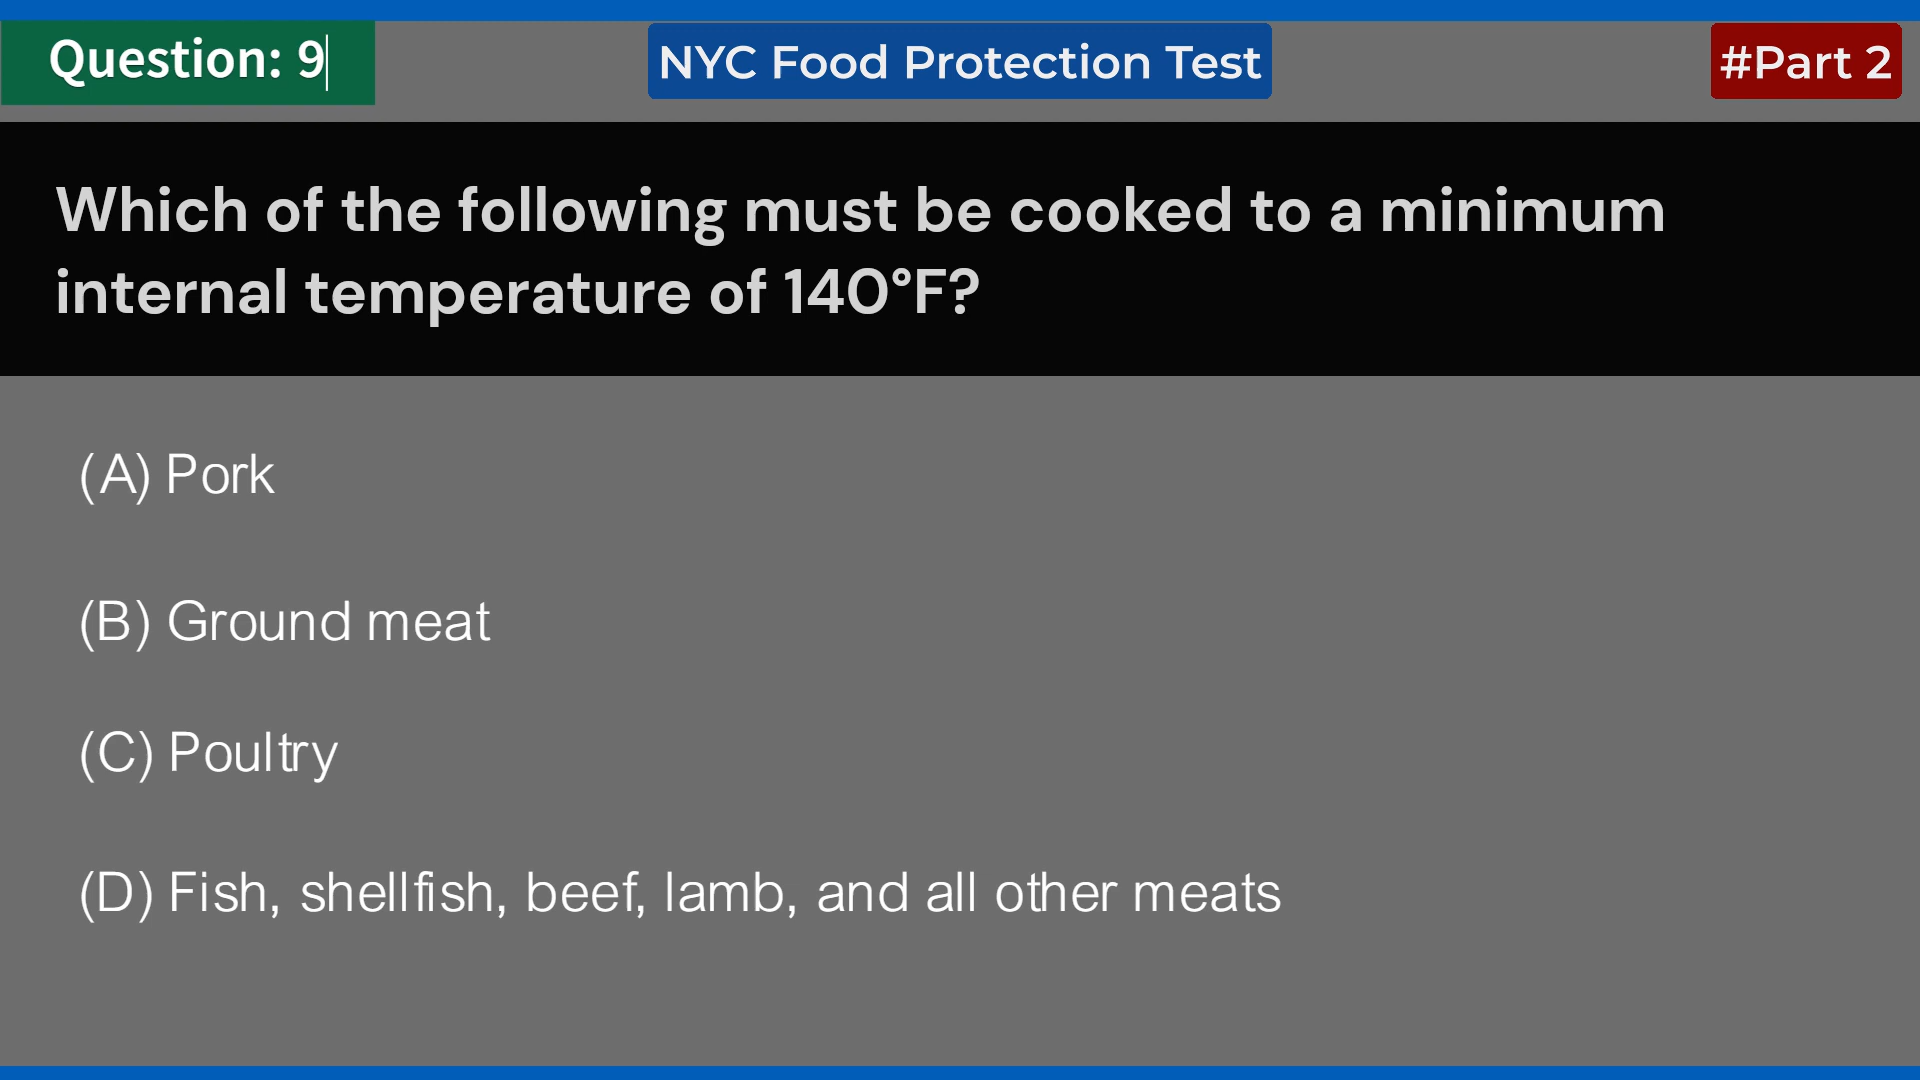 Question: 9
NYC Food Protection Test
#Part 2
Which of the following must be cooked to a minimum
internal temperature of 140°F?
(A) Pork
(B) Ground meat
(C) Poultry
(D) Fish, shellfish, beef, lamb, and all other meats